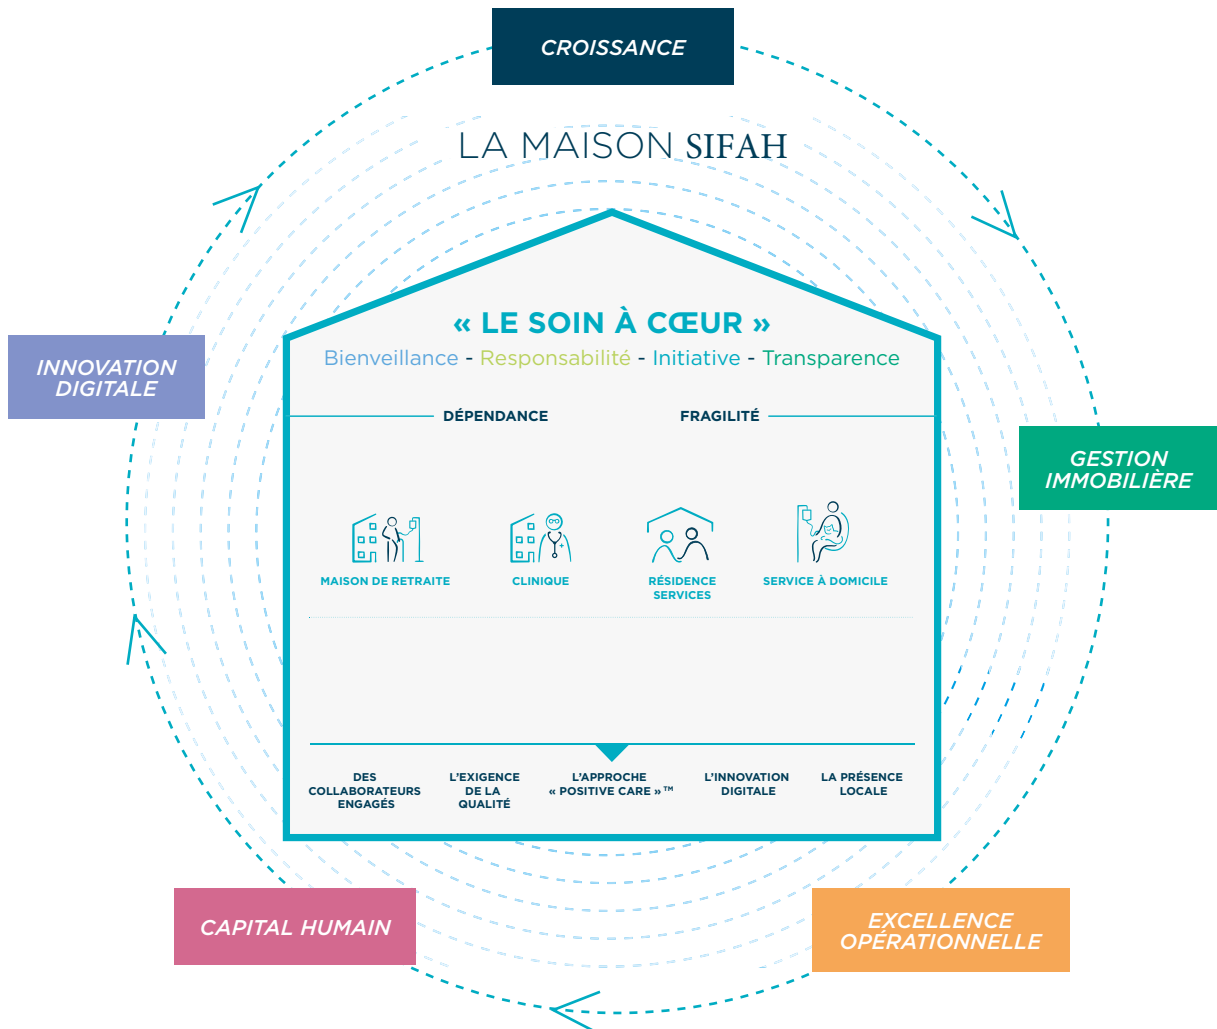 CROISSANCE
LA MAISON SIFAH
« LE SOIN À CŒUR »
Bienveillance - Responsabilité - Initiative - Transparence
INNOVATION
DIGITALE
DÉPENDANCE
FRAGILITÉ
GESTION
IMMOBILIÈRE
MAISON DE RETRAITE
CLINIQUE
RÉSIDENCE
SERVICES
SERVICE À DOMICILE
DES
COLLABORATEURS
ENGAGÉS
L'EXIGENCE
DE LA
QUALITÉ
L'APPROCHE
« POSITIVE CARE »™
L'INNOVATION
DIGITALE
LA PRÉSENCE
LOCALE
CAPITAL HUMAIN
EXCELLENCE
OPÉRATIONNELLE